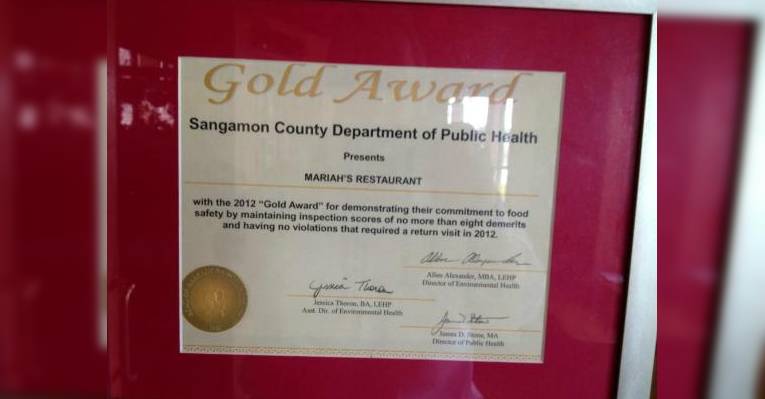 Gold Award
Sangamon County Department of Public Health
Presents
MARIAH'S RESTAURANT
with the 2012 "Gold Award" for demonstrating their commitment to food
safety by maintaining inspection scores of no more than eight demerits
and having no violations that required a return visit in 2012.
Allen Alexander, MBA, LEHP
Director of Environmental Health
Jessica Thoron, BA, LEHP
Asst. Dir. of Environmental Health
James D. Stone, MA
Director of Public Health